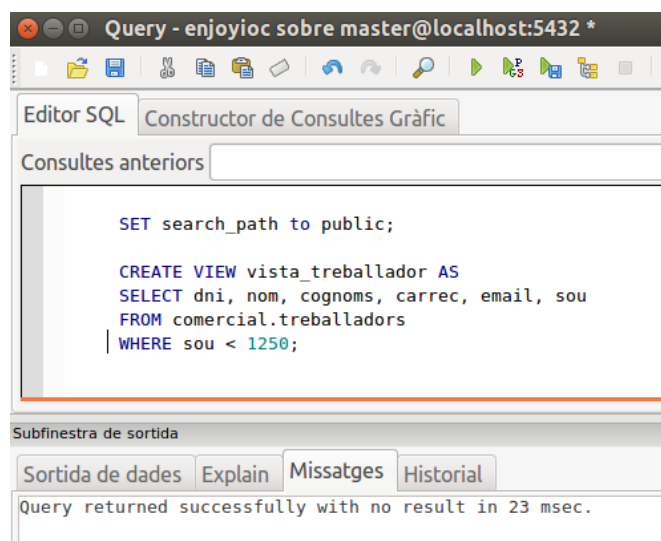 Query - enjoyioc sobre master@localhost:5432 *
Editor SQL
Constructor de Consultes Gràfic
Consultes anteriors
SET search_path to public;
CREATE VIEW vista_treballador AS
SELECT dni, nom, cognoms, carrec, email, sou
FROM comercial.treballadors
WHERE sou < 1250;
Subfinestra de sortida
Sortida de dades
Explain
Missatges
Historial
Query returned successfully with no result in 23 msec.